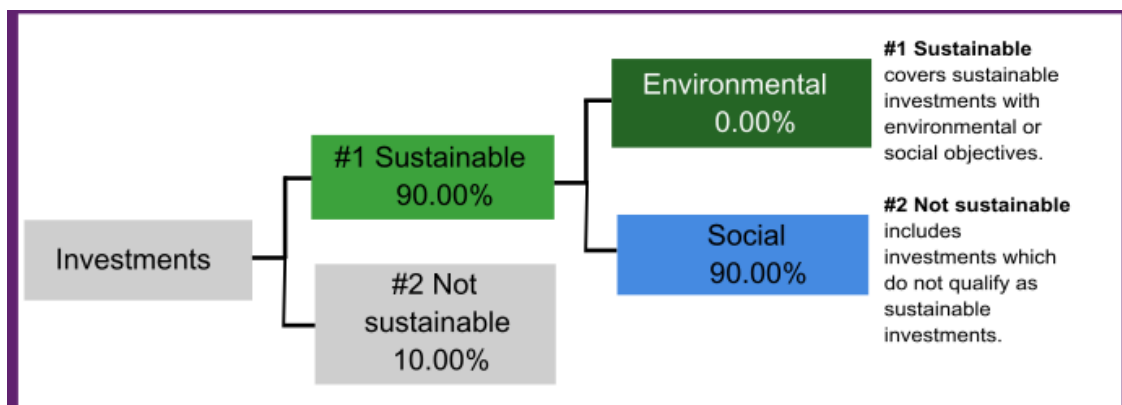 Investments
#1 Sustainable
90.00%
#2 Not
sustainable
10.00%
Environmental
0.00%
Social
90.00%
#1 Sustainable
covers sustainable
investments with
environmental or
social objectives.
#2 Not sustainable
includes
investments which
do not qualify as
sustainable
investments.